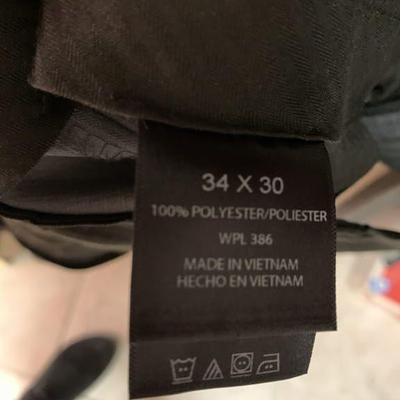 34 X 30
100% POLYESTER/POLIESTER
WPL 386
MADE IN VIETNAM
HECHO EN VIETNAM